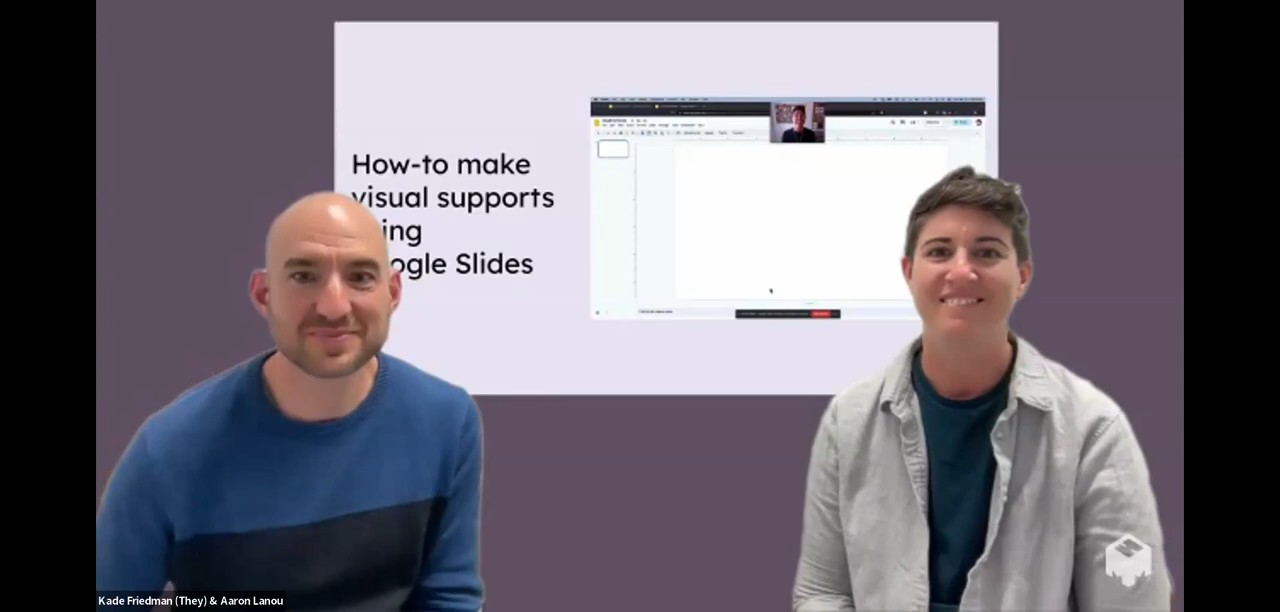 How-to make
visual supports
ing
ogle Slides
Kade Friedman (They) & Aaron Lanou